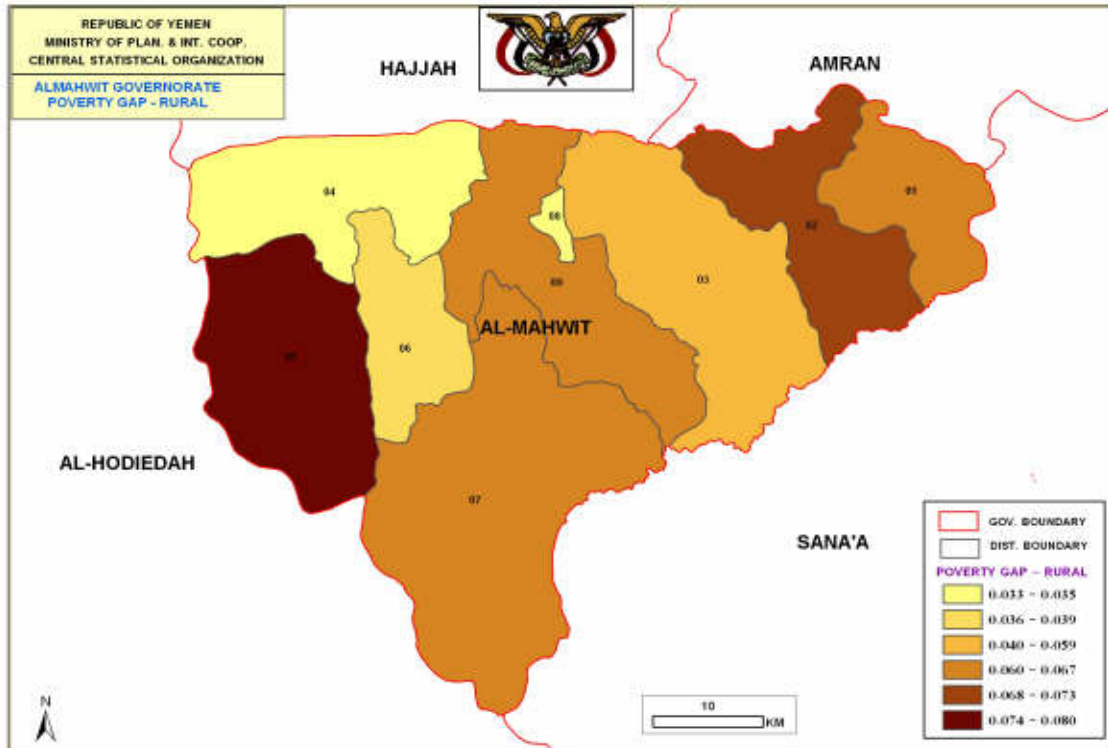 REPUBLIC OF YEMEN
MINISTRY OF PLAN. & INT. COOP.
CENTRAL STATISTICAL ORGANIZATION
ALMAHWIT GOVERNORATE
POVERTY GAP - RURAL
HAJJAH
AMRAN
04
08
01
02
09
03
AL-MAHWIT
06
AL-HODIEDAH
07
SANA'A
GOV. BOUNDARY
DIST. BOUNDARY
POVERTY GAP – RURAL
0.033 - 0.035
0.036 - 0.039
0.040 - 0.059
0.060 - 0.067
0.068 - 0.073
0.074 - 0.080
N
10
KM